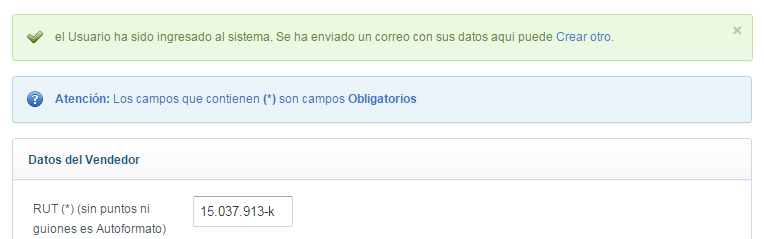 el Usuario ha sido ingresado al sistema. Se ha enviado un correo con sus datos aqui puede Crear otro.
×
Atención: Los campos que contienen (*) son campos Obligatorios
Datos del Vendedor
RUT (*) (sin puntos ni
guiones es Autoformato)
15.037.913-k